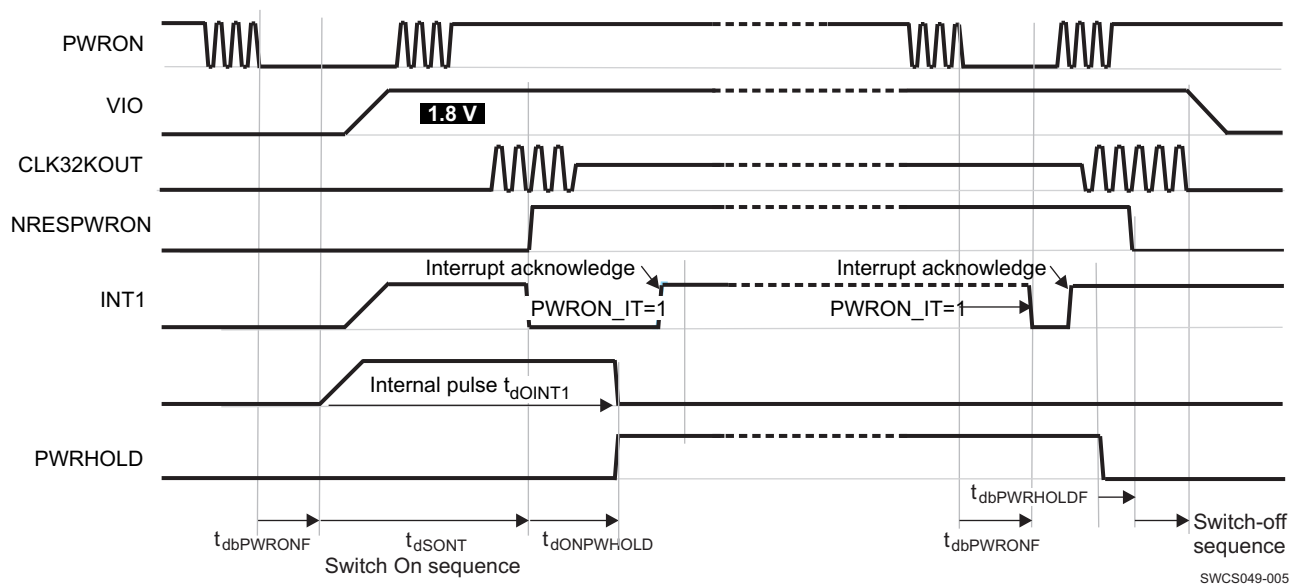 PWRON
VIO
1.8 V
CLK32KOUT
NRESPWRON
Interrupt acknowledge
Interrupt acknowledge
INT1
PWRON_IT=1
PWRON_IT=1
Internal pulse tdOINT1
PWRHOLD
tdbPWRHOLDF
tdbPWRONF
tdSONT
tdONPWHOLD
tdbPWRONF
Switch-off
sequence
Switch On sequence
SWCS049-005